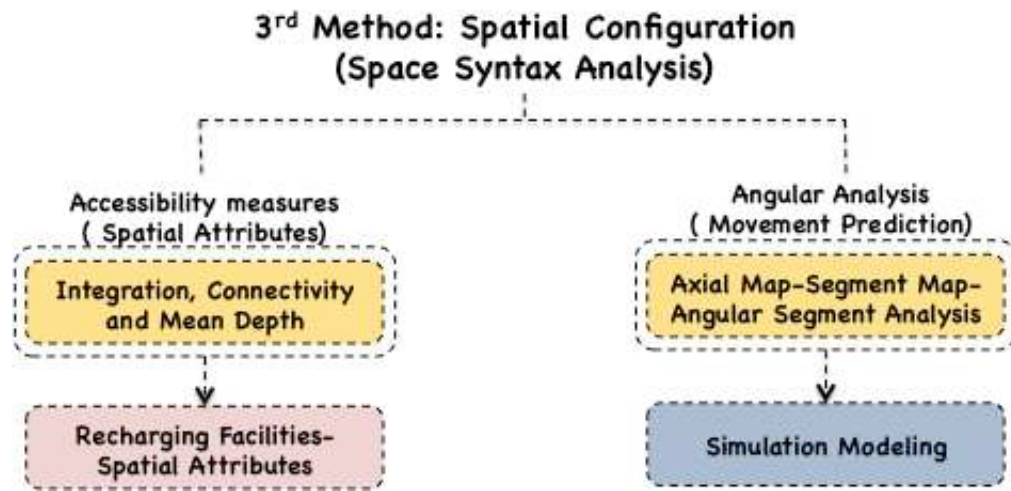 3rd Method: Spatial Configuration
(Space Syntax Analysis)
Accessibility measures
( Spatial Attributes)
Integration, Connectivity
and Mean Depth
Recharging Facilities-
Spatial Attributes
Angular Analysis
( Movement Prediction)
Axial Map-Segment Map-
Angular Segment Analysis
Simulation Modeling